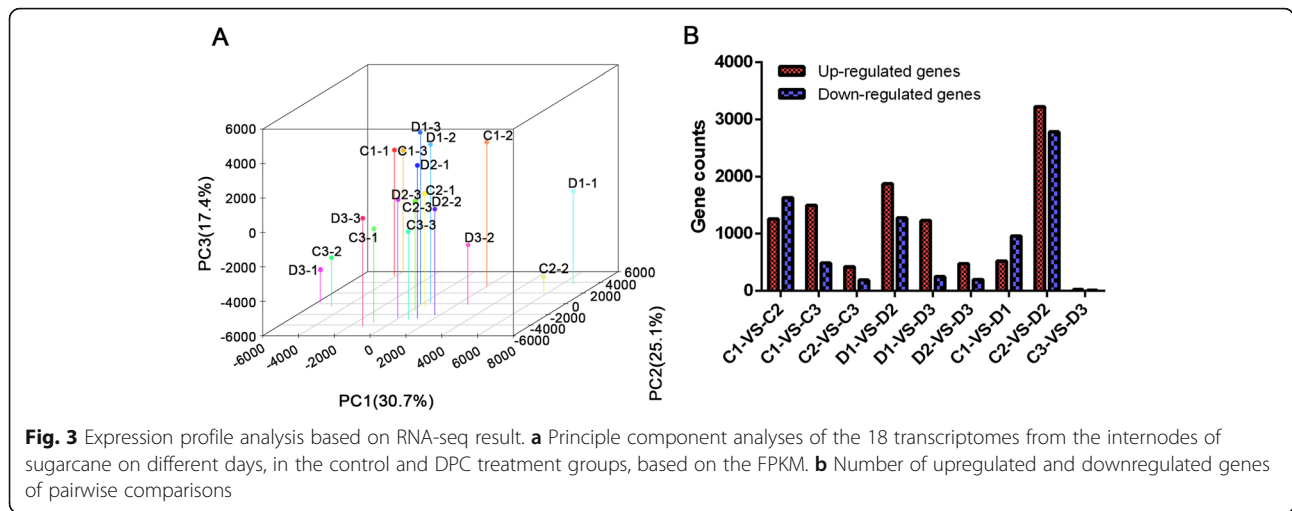 A
PC3(17.4%)
6000
4000
2000
0
-2000
-4000
-6000
-6000
-4000
-2000
0
2000
4000
6000
8000
PC1(30.7%)
-6000
-4000
-2000
0
2000
4000
6000
PC2(25.1%)
D1-3
D1-2
C1-2
C1-1
C1-3
D2-1
D1-1
D2-3
C2-1
C2-3
D2-2
D3-3
C3-1
C3-3
C3-2
D3-2
D3-1
C2-2
B
Gene counts
4000
3000
2000
1000
0
Up-regulated genes
Down-regulated genes
C1-VS-C2
C1-VS-C3
C2-VS-C3
D1-VS-D2
D1-VS-D3
D2-VS-D3
C1-VS-D1
C2-VS-D2
C3-VS-D3
Fig. 3 Expression profile analysis based on RNA-seq result. a Principle component analyses of the 18 transcriptomes from the internodes of
sugarcane on different days, in the control and DPC treatment groups, based on the FPKM. b Number of upregulated and downregulated genes
of pairwise comparisons